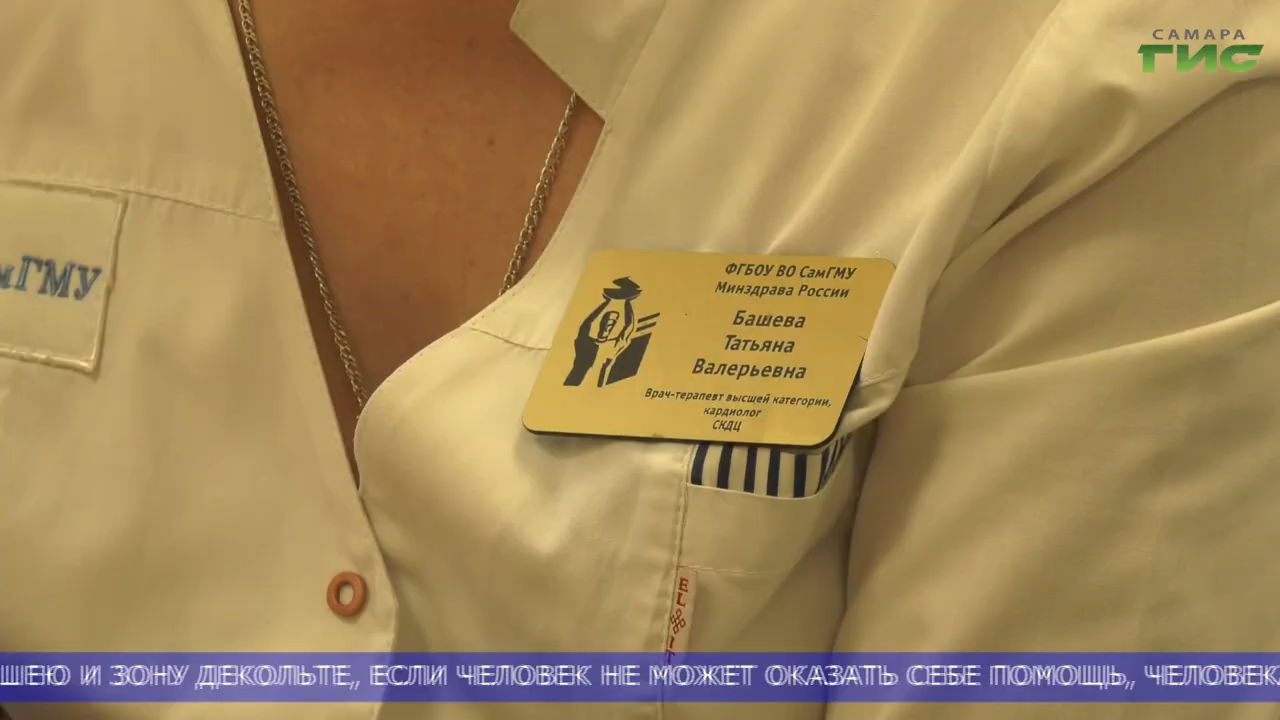 САМАРА
ГИС
мГМУ
ФГБОУ ВО СамГМУ
Минздрава России
Башева
Татьяна
Валерьевна
Врач-терапевт высшей категории,
кардиолог
СКДЦ
ШЕЮ И ЗОНУ ДЕКОЛЬТЕ, ЕСЛИ ЧЕЛОВЕК НЕ МОЖЕТ ОКАЗАТЬ СЕБЕ ПОМОЩЬ, ЧЕЛОВЕКА